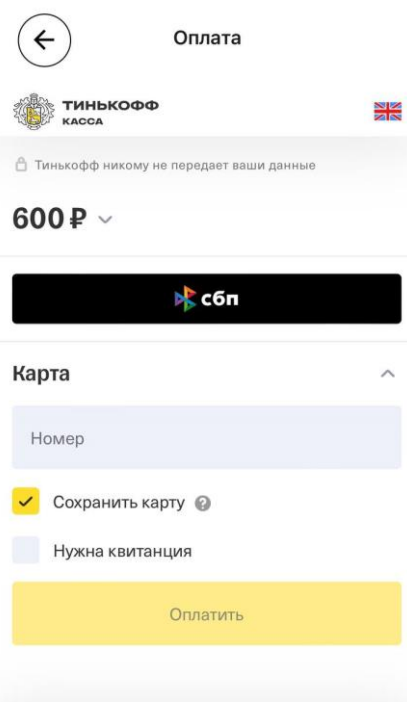 Оплата
ТИНЬКОФФ
КАССА
Тинькофф никому не передает ваши данные
600 ₽
сбп
Карта
Номер
Сохранить карту ?
Нужна квитанция
Оплатить